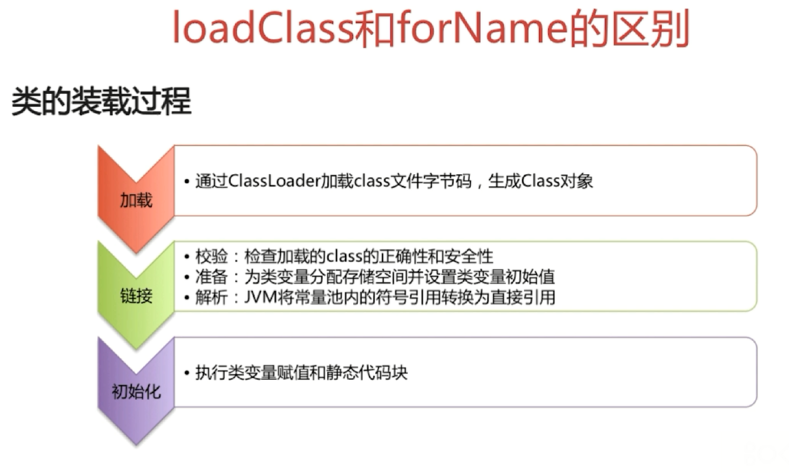 loadClass和forName的区别
类的装载过程
加载
• 通过ClassLoader加载class文件字节码，生成Class对象
链接
• 校验：检查加载的class的正确性和安全性
• 准备：为类变量分配存储空间并设置类变量初始值
• 解析：JVM将常量池内的符号引用转换为直接引用
初始化
• 执行类变量赋值和静态代码块